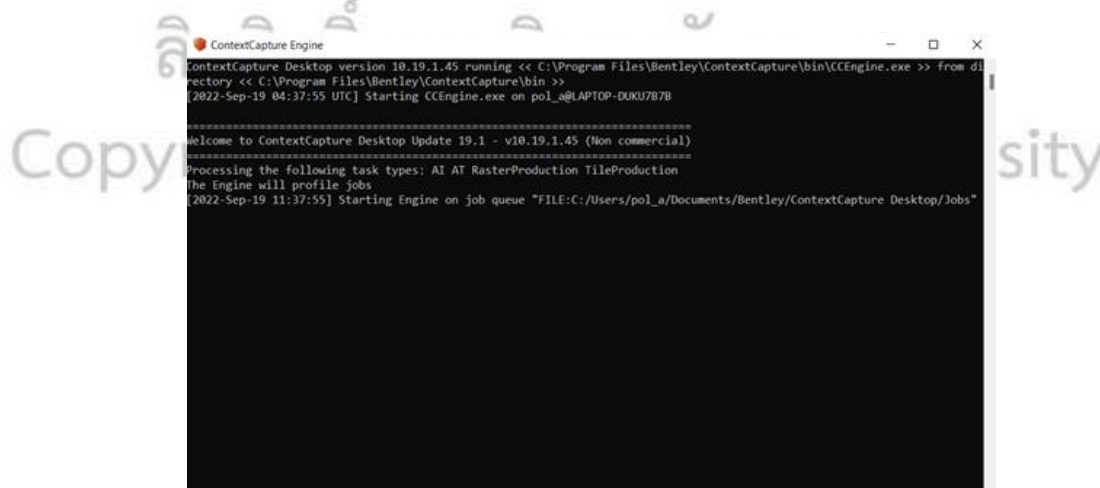 ContextCapture Engine
ContextCapture Desktop version 10.19.1.45 running << C:\Program Files\Bentley\ContextCapture\bin\CCEngine.exe >> from di
rectory << C:\Program Files\Bentley\ContextCapture\bin >>
[2022-Sep-19 04:37:55 UTC] Starting CCEngine.exe on pol_a@LAPTOP-DUKU7B7B
Welcome to ContextCapture Desktop Update 19.1 - v10.19.1.45 (Non commercial)
Processing the following task types: AI AT RasterProduction TileProduction
The Engine will profile jobs
[2022-Sep-19 11:37:55] Starting Engine on job queue "FILE:C:/Users/pol_a/Documents/Bentley/ContextCapture Desktop/Jobs"